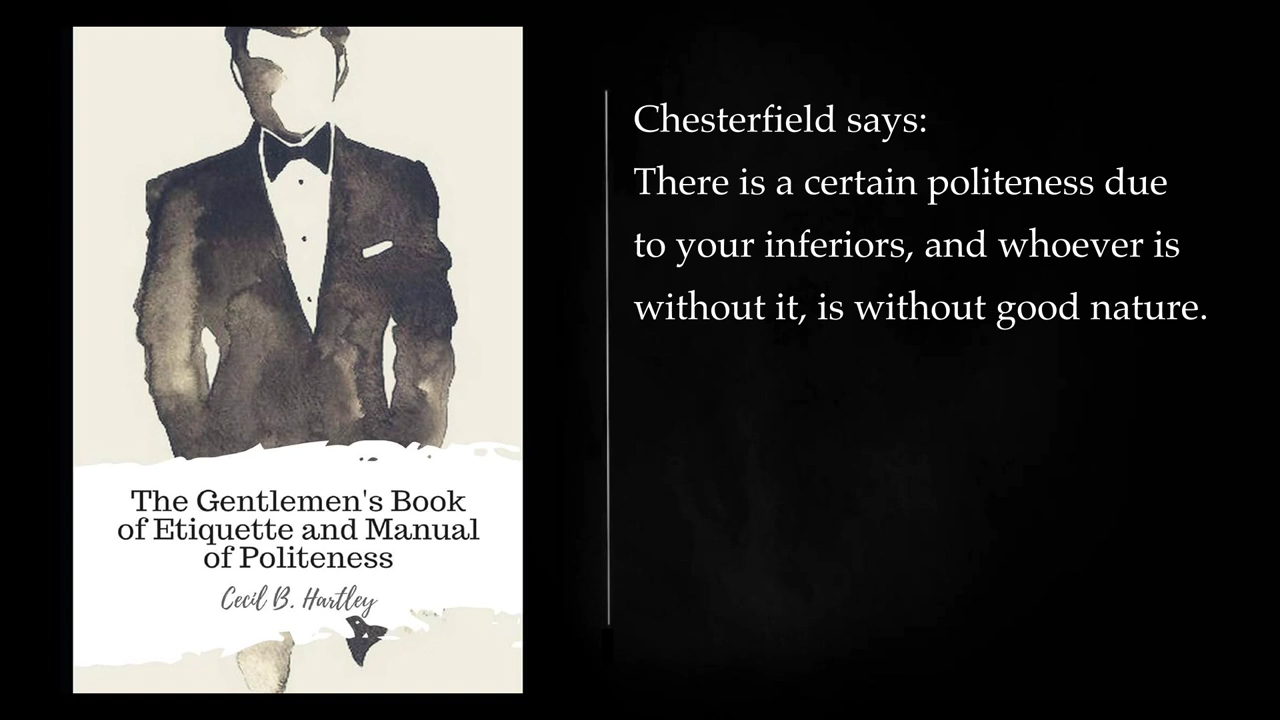 The Gentlemen's Book
of Etiquette and Manual
of Politeness
Cecil B. Hartley
Chesterfield says:
There is a certain politeness due
to your inferiors, and whoever is
without it, is without good nature.